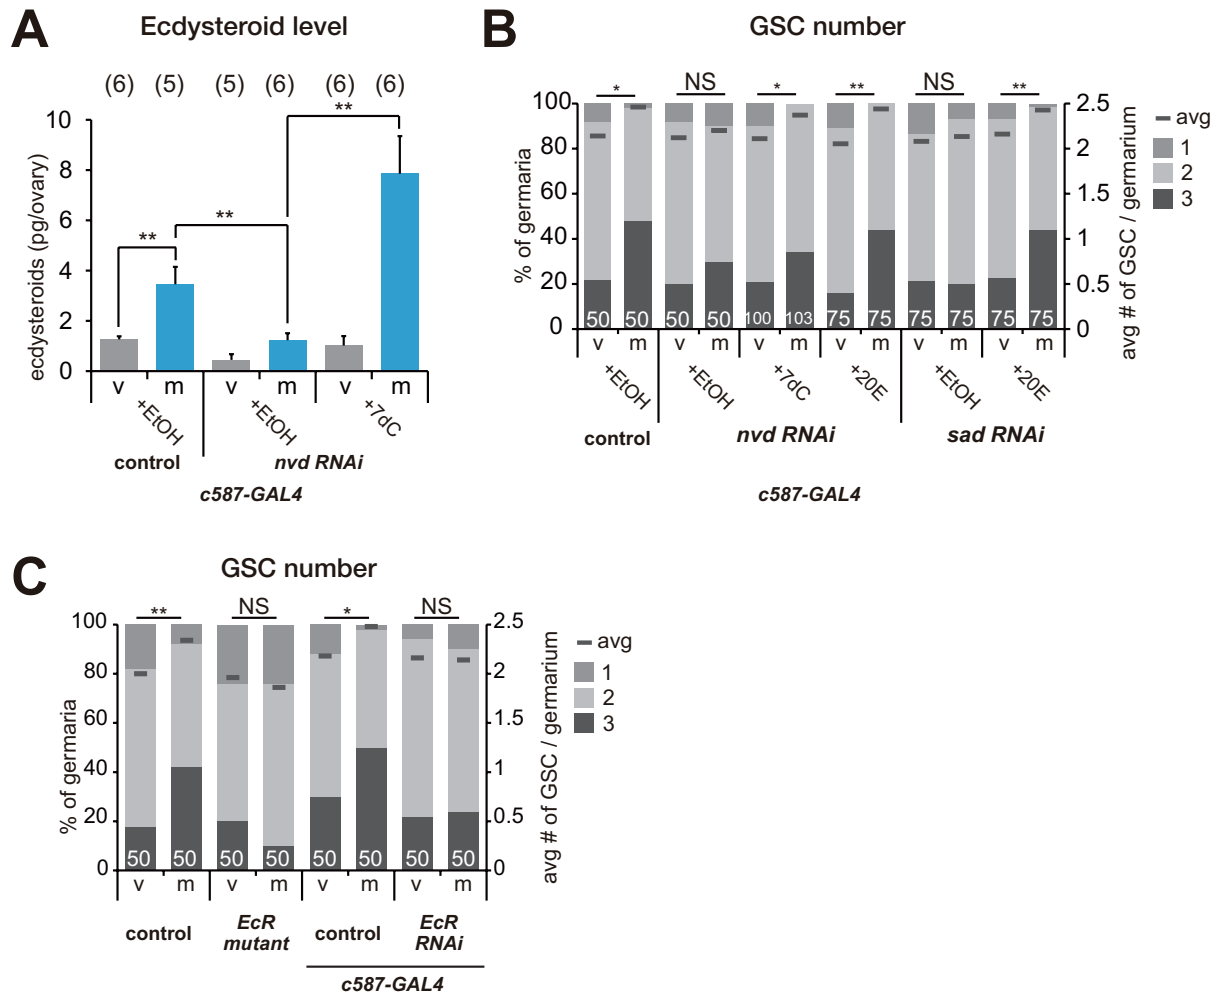 A
Ecdysteroid level
(6) (5) (5) (6) (6) (6)
**
**
**
ecdysteroids (pg/ovary)
10
8
6
4
2
0
v m v m v m
+EtOH +EtOH +7dC
control nvd RNAi
c587-GAL4
B
GSC number
* NS * ** NS **
% of germaria
100
80
60
40
20
0
2.5
2
1.5
1
0.5
0
avg # of GSC / germarium
avg
1
2
3
50 50 50 50 100 103 75 75 75 75 75 75
v m v m v m v m v m v m
+EtOH +EtOH +7dC +20E +EtOH +20E
control nvd RNAi sad RNAi
c587-GAL4
C
GSC number
** NS * NS
% of germaria
100
80
60
40
20
0
2.5
2
1.5
1
0.5
0
avg # of GSC / germarium
avg
1
2
3
50 50 50 50 50 50 50 50
v m v m v m v m
control EcR mutant control EcR RNAi
c587-GAL4